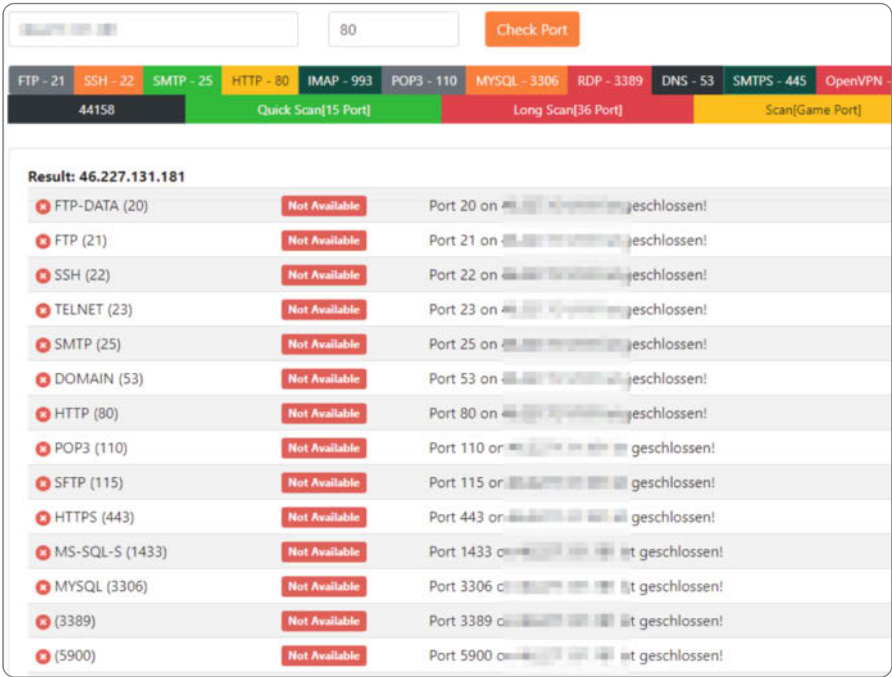 80 Check Port
FTP - 21 SSH - 22 SMTP - 25 HTTP - 80 IMAP - 993 POP3 - 110 MYSQL - 3306 RDP - 3389 DNS - 53 SMTPS - 445 OpenVPN -
44158 Quick Scan[15 Port] Long Scan[36 Port] Scan[Game Port]
Result: 46.227.131.181
FTP-DATA (20) Not Available Port 20 on geschlossen!
FTP (21) Not Available Port 21 on geschlossen!
SSH (22) Not Available Port 22 on geschlossen!
TELNET (23) Not Available Port 23 on geschlossen!
SMTP (25) Not Available Port 25 on geschlossen!
DOMAIN (53) Not Available Port 53 on geschlossen!
HTTP (80) Not Available Port 80 on geschlossen!
POP3 (110) Not Available Port 110 on geschlossen!
SFTP (115) Not Available Port 115 on geschlossen!
HTTPS (443) Not Available Port 443 on geschlossen!
MS-SQL-S (1433) Not Available Port 1433 geschlossen!
MYSQL (3306) Not Available Port 3306 geschlossen!
(3389) Not Available Port 3389 geschlossen!
(5900) Not Available Port 5900 geschlossen!